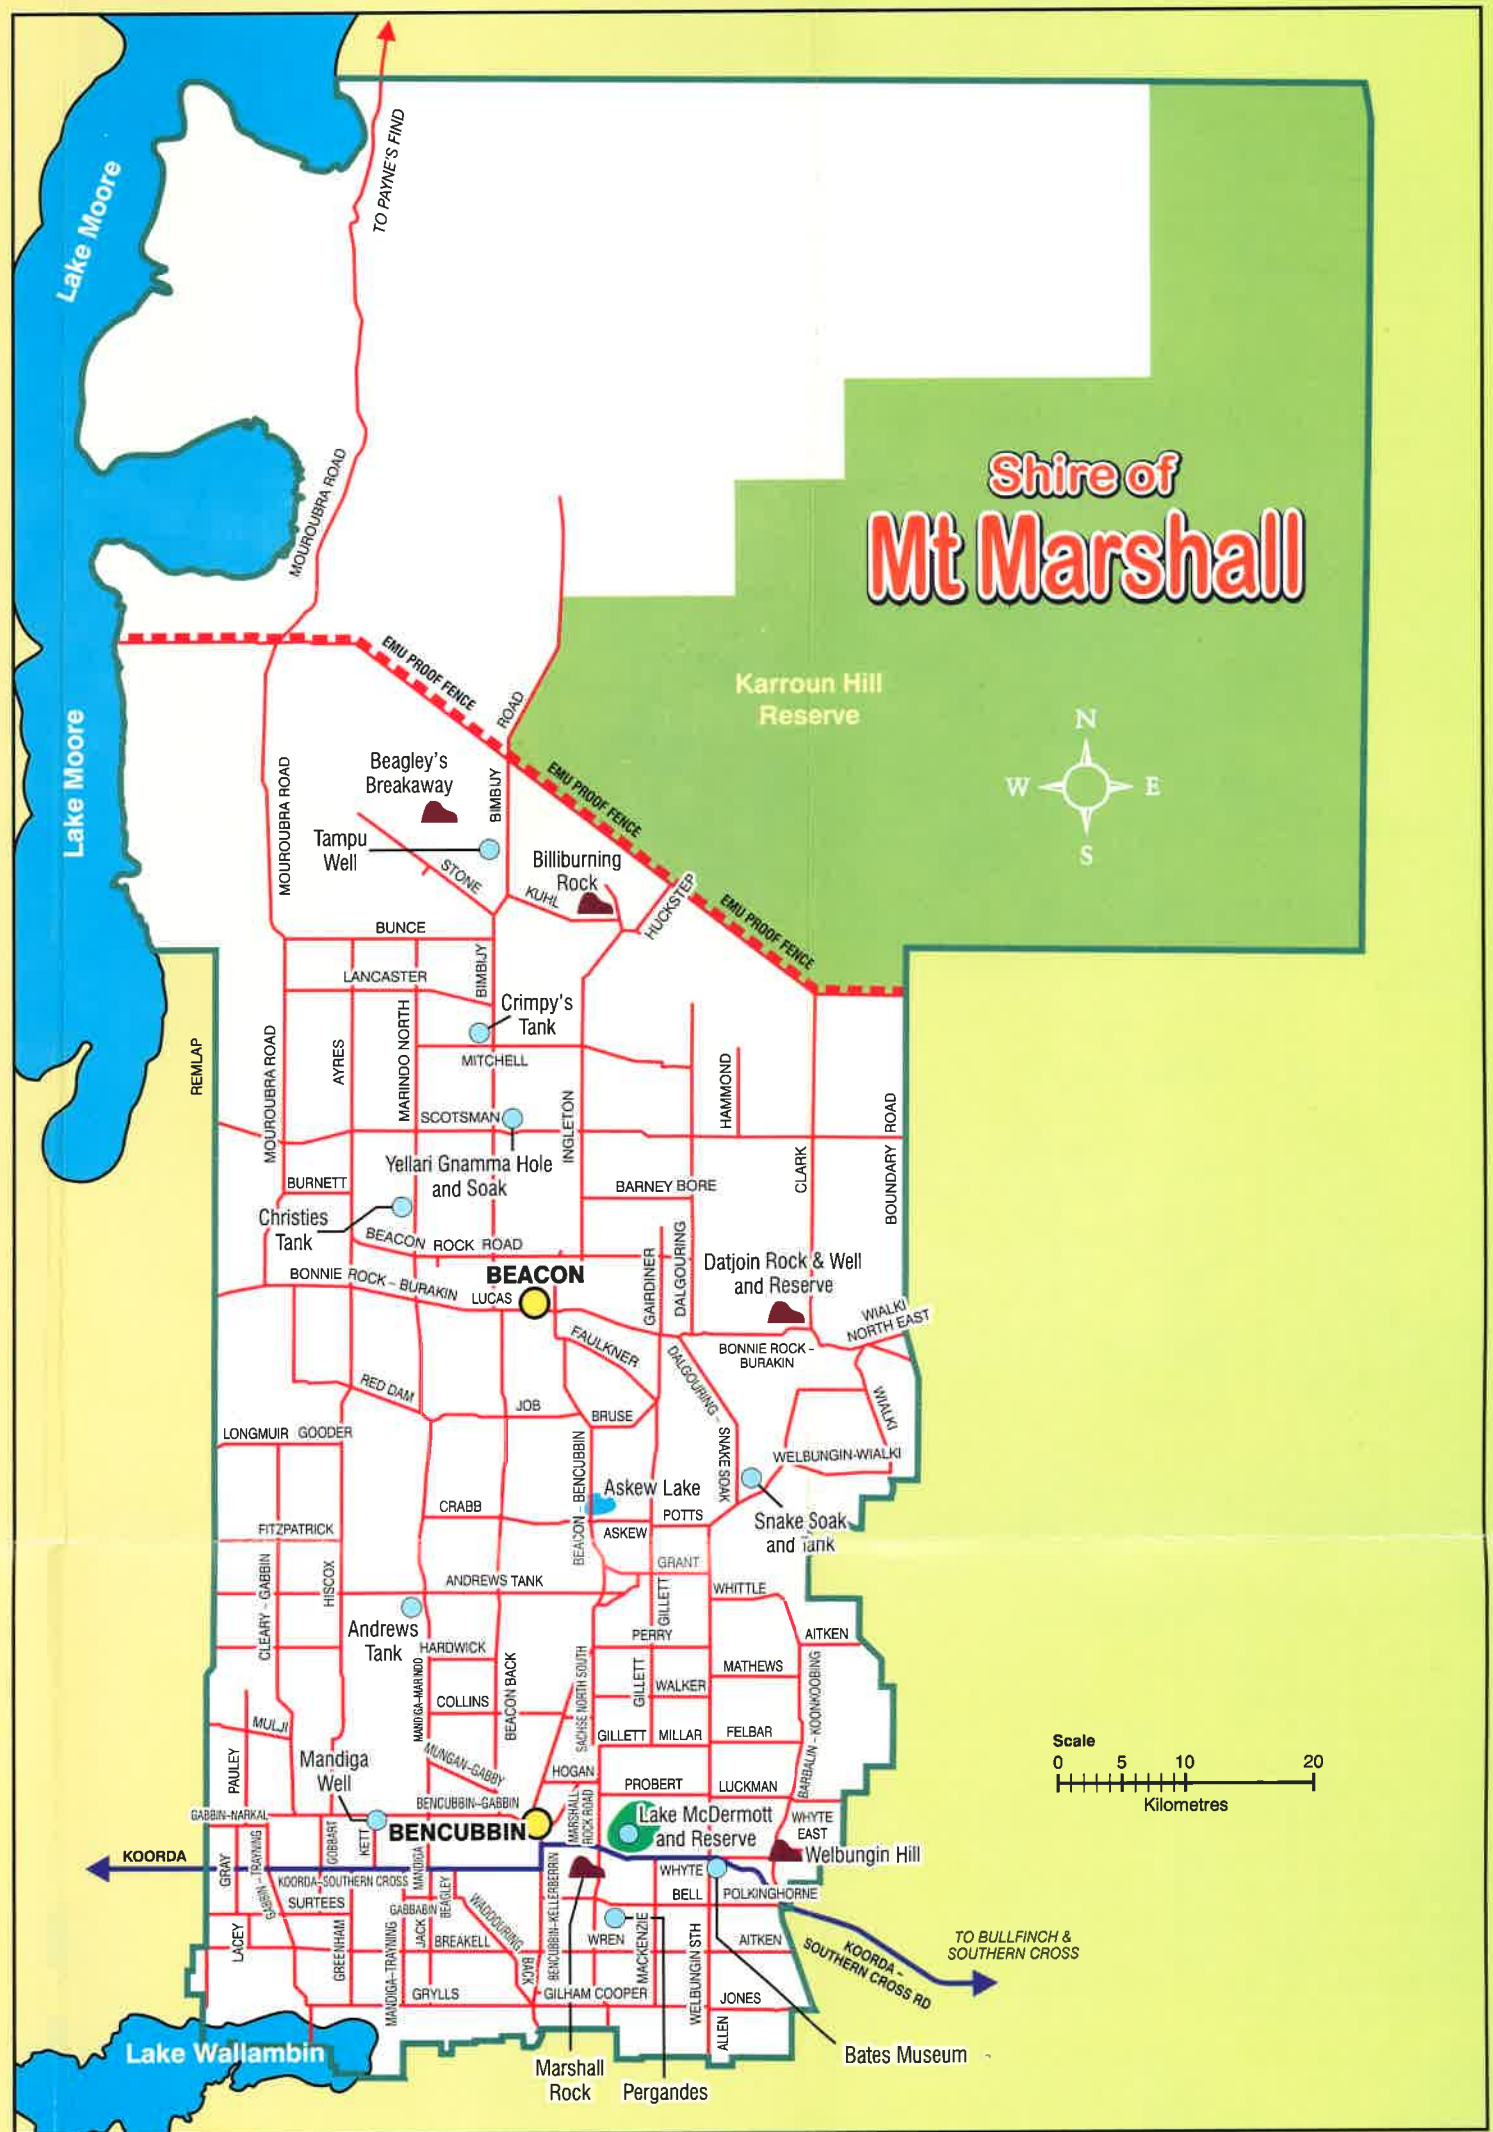 TO PAYNE'S FIND
Lake Moore
Shire of
Mt Marshall
MOUROUBRA ROAD
EMU PROOF FENCE
Karroun Hill
Reserve
N
W
E
S
ROAD
Lake Moore
MOUROUBRA ROAD
Beagley's
Breakaway
BIMBIJY
EMU PROOF FENCE
Tampu
Well
STONE
Billiburning
Rock
KUHL
HUCKSTEP
EMU PROOF FENCE
BUNCE
LANCASTER
BIMBIJY
Crimpy's
Tank
REMLAP
MOUROUBRA ROAD
AYRES
MARINDO NORTH
MITCHELL
HAMMOND
SCOTSMAN
INGLETON
CLARK
BOUNDARY ROAD
Yellari Gnamma Hole
and Soak
BURNETT
BARNEY BORE
Christies
Tank
BEACON ROCK ROAD
GAIRDINER
DALGOURING
Datjoin Rock & Well
and Reserve
BONNIE ROCK – BURAKIN
BEACON
LUCAS
WIALKI
NORTH EAST
FAULKNER
BONNIE ROCK –
BURAKIN
DALGOURING – SNAKE SOAK
RED DAM
JOB
BRUSE
WIALKI
LONGMUIR GOODER
WELBUNGIN-WIALKI
BEACON – BENCUBBIN
Askew Lake
CRABB
POTTS
ASKEW
Snake Soak
and Tank
FITZPATRICK
CLEARY – GABBIN
HISCOX
GRANT
ANDREWS TANK
GILLETT
WHITTLE
Andrews
Tank
PERRY
AITKEN
HARDWICK
MANDIGA–MARINDO
BEACON BACK
SACHSE NORTH SOUTH
GILLETT
WALKER
MATHEWS
BARBALIN – KOONKOOBING
COLLINS
MULJI
GILLETT
MILLAR
FELBAR
PAULEY
Mandiga
Well
MUNGAN–GABBY
HOGAN
PROBERT
LUCKMAN
Scale
0 5 10 20
Kilometres
GABBIN–NARKAL
BENCUBBIN–GABBIN
MARSHALL
ROCK ROAD
Lake McDermott
and Reserve
WHYTE
EAST
GOBBART
KETT
BENCUBBIN
Welbungin Hill
KOORDA
GRAY
GABBIN – TRAYNING
KOORDA–SOUTHERN CROSS
MANDIGA
WHYTE
BELL
POLKINGHORNE
SURTEES
GABBABIN
BEAGLEY
WADDOURING BACK
BENCUBBIN–KELLERBERRIN
LACEY
GREENHAM
MANDIGA–TRAYNING
JACK
BREAKELL
WREN
MACKENZIE
WELBUNGIN STH
AITKEN
KOORDA –
SOUTHERN CROSS RD
TO BULLFINCH &
SOUTHERN CROSS
GRYLLS
GILHAM COOPER
JONES
ALLEN
Lake Wallambin
Marshall
Rock
Pergandes
Bates Museum